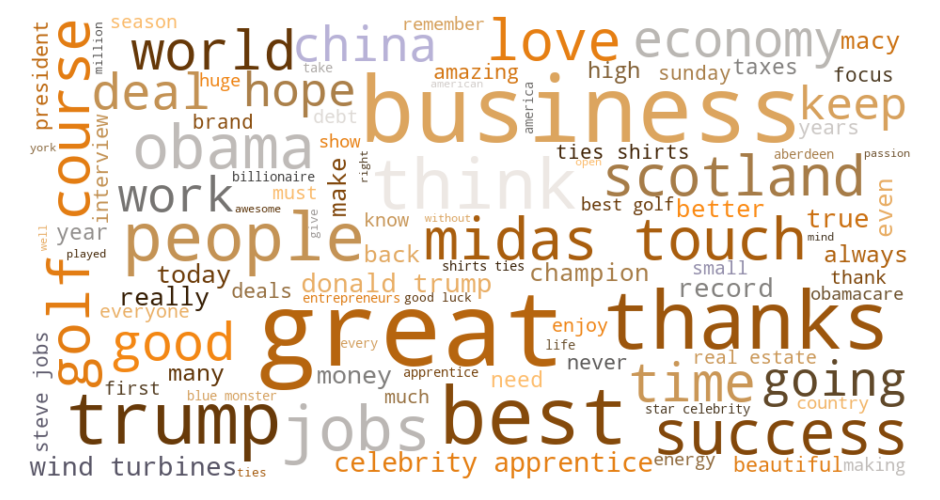 season
remember
love
economy
macy
world
china
president
million
take
huge
amazing
high
sunday
taxes
focus
deal
hope
american
america
business
keep
golf course
interview
brand
debt
show
years
york
obama
ties shirts
open
aberdeen
passion
think
scotland
right
billionaire
make
work
must
awesome
best golf
better
true
even
year
well
people
give
know
without
midas touch
mind
always
played
back
today
shirts ties
champion
small
thank
really
deals
donald trump
record
obamacare
entrepreneurs
good luck
everyone
great
thanks
good
enjoy
every
life
steve jobs
many
money
apprentice
never
real estate
first
need
time
going
blue monster
much
country
trump
jobs
best
star celebrity
success
wind turbines
ties
celebrity apprentice
energy
beautiful
making